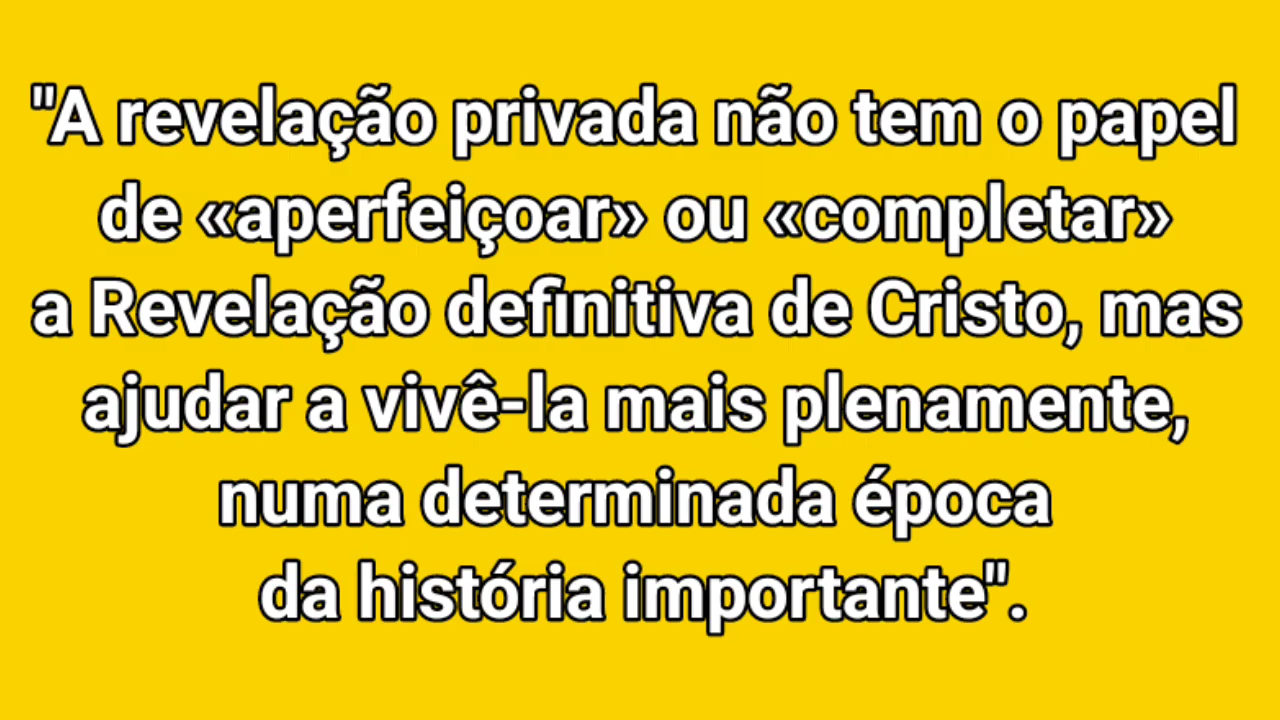 "A revelação privada não tem o papel
de «aperfeiçoar» ou «completar»
a Revelação definitiva de Cristo, mas
ajudar a vivê-la mais plenamente,
numa determinada época
da história importante".